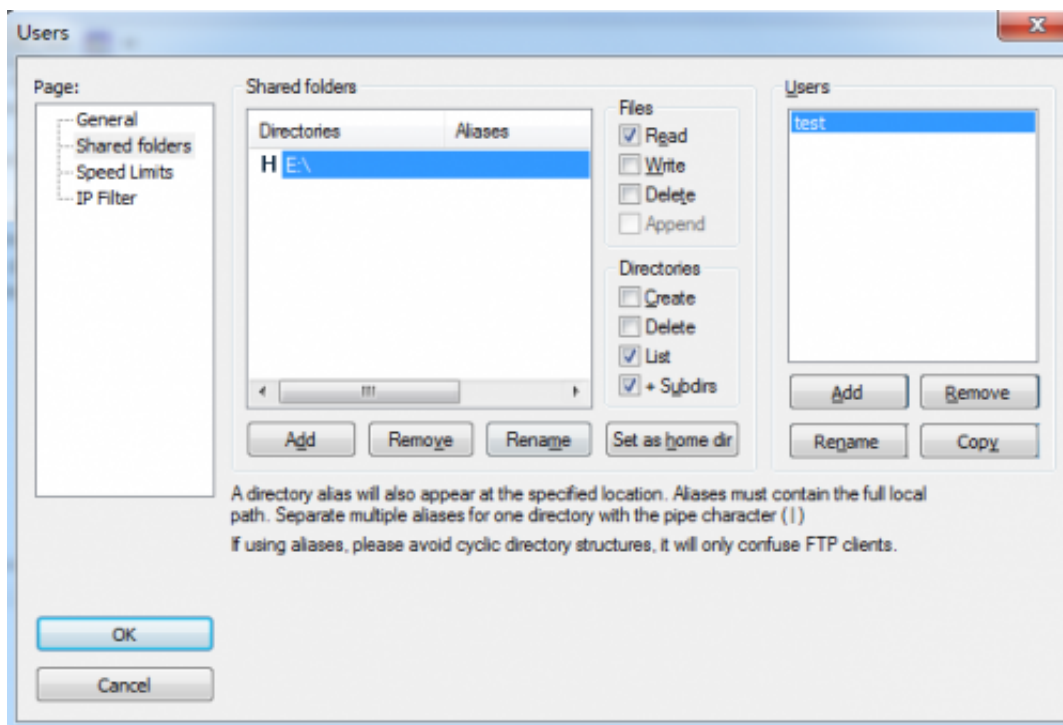 Users
Page:
General
Shared folders
Speed Limits
IP Filter
Shared folders
Directories Aliases
H E:\
Files
Read
Write
Delete
Append
Directories
Create
Delete
List
+ Subdirs
Add Remove Rename Set as home dir
Users
test
Add Remove
Rename Copy
A directory alias will also appear at the specified location. Aliases must contain the full local
path. Separate multiple aliases for one directory with the pipe character (|)
If using aliases, please avoid cyclic directory structures, it will only confuse FTP clients.
OK
Cancel